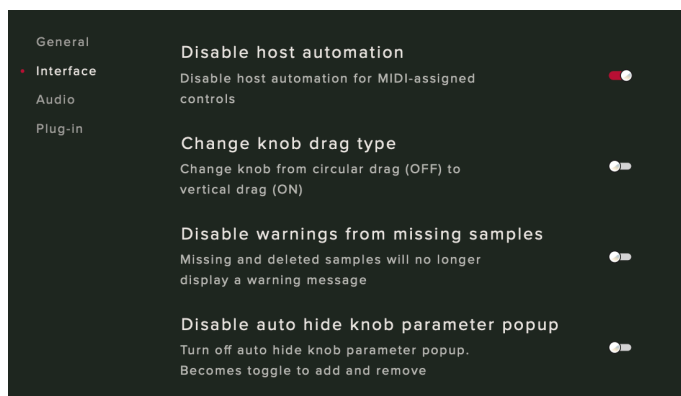 General
Interface
Audio
Plug-in
Disable host automation
Disable host automation for MIDI-assigned
controls
Change knob drag type
Change knob from circular drag (OFF) to
vertical drag (ON)
Disable warnings from missing samples
Missing and deleted samples will no longer
display a warning message
Disable auto hide knob parameter popup
Turn off auto hide knob parameter popup.
Becomes toggle to add and remove